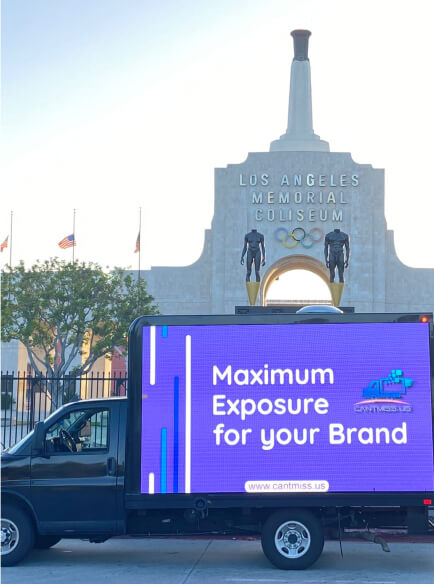 LOS ANGELES
MEMORIAL
COLISEUM
Maximum
Exposure
for your Brand
CANTMISS.US
www.cantmiss.us